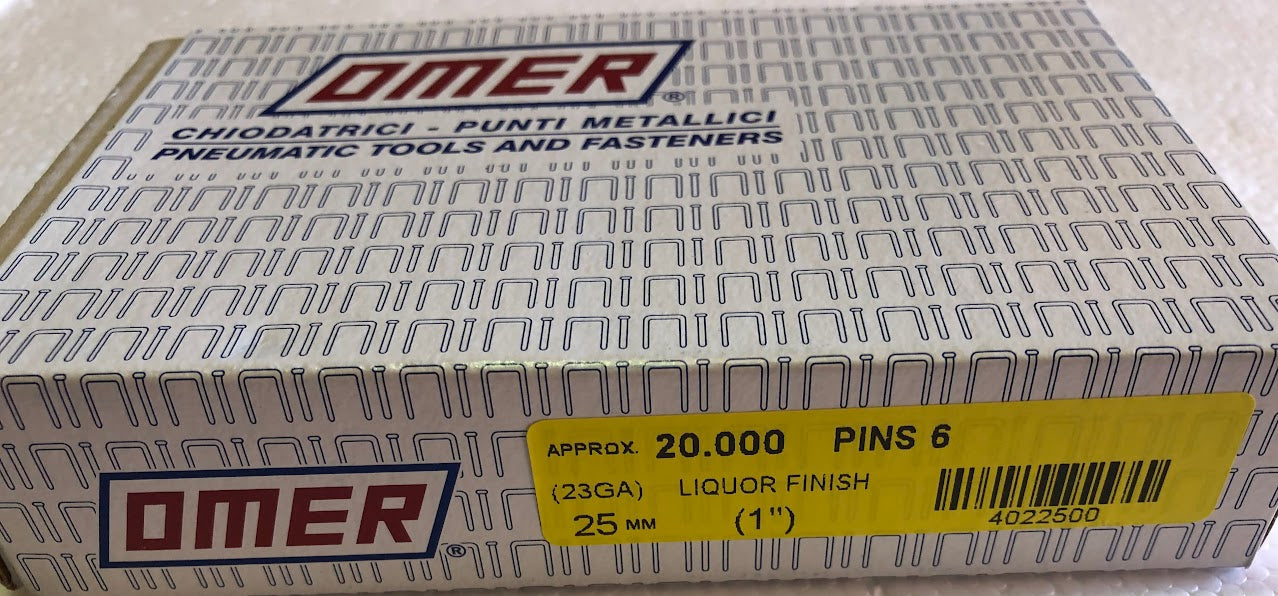 OMER®
CHIODATRICI - PUNTI METALLICI
PNEUMATIC TOOLS AND FASTENERS
APPROX. 20.000 PINS 6
(23GA) LIQUOR FINISH
25 MM (1")
4022500
OMER®